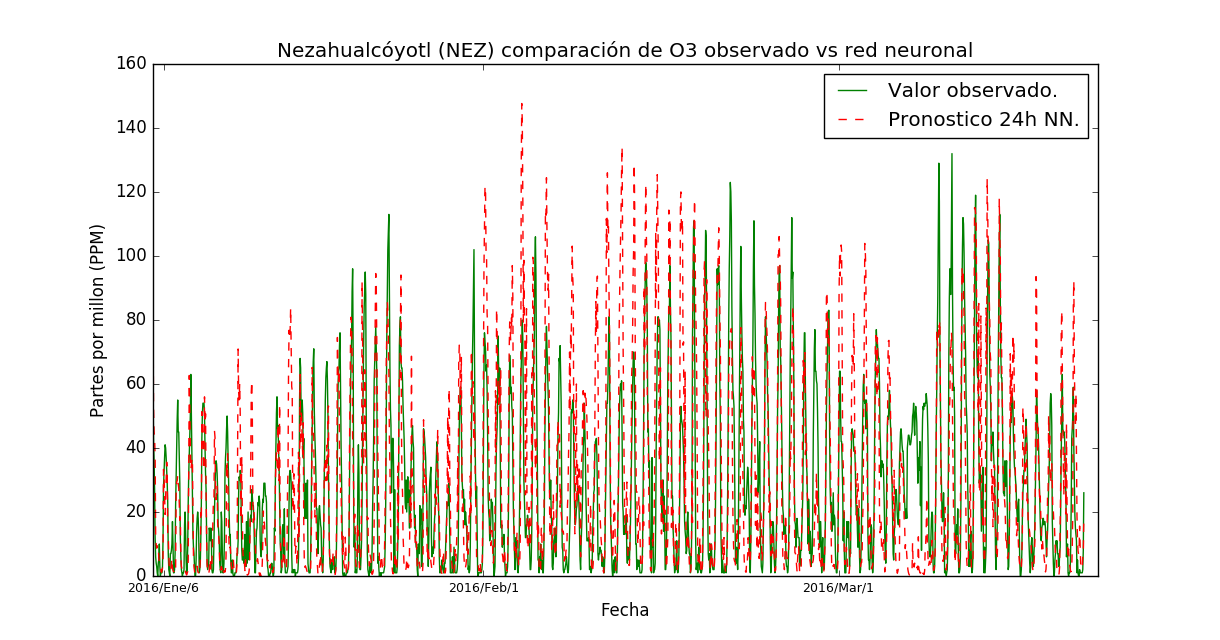 Nezahualcóyotl (NEZ) comparación de O3 observado vs red neuronal
Valor observado.
Pronostico 24h NN.
Partes por millon (PPM)
160
140
120
100
80
60
40
20
0
2016/Ene/6
2016/Feb/1
2016/Mar/1
Fecha